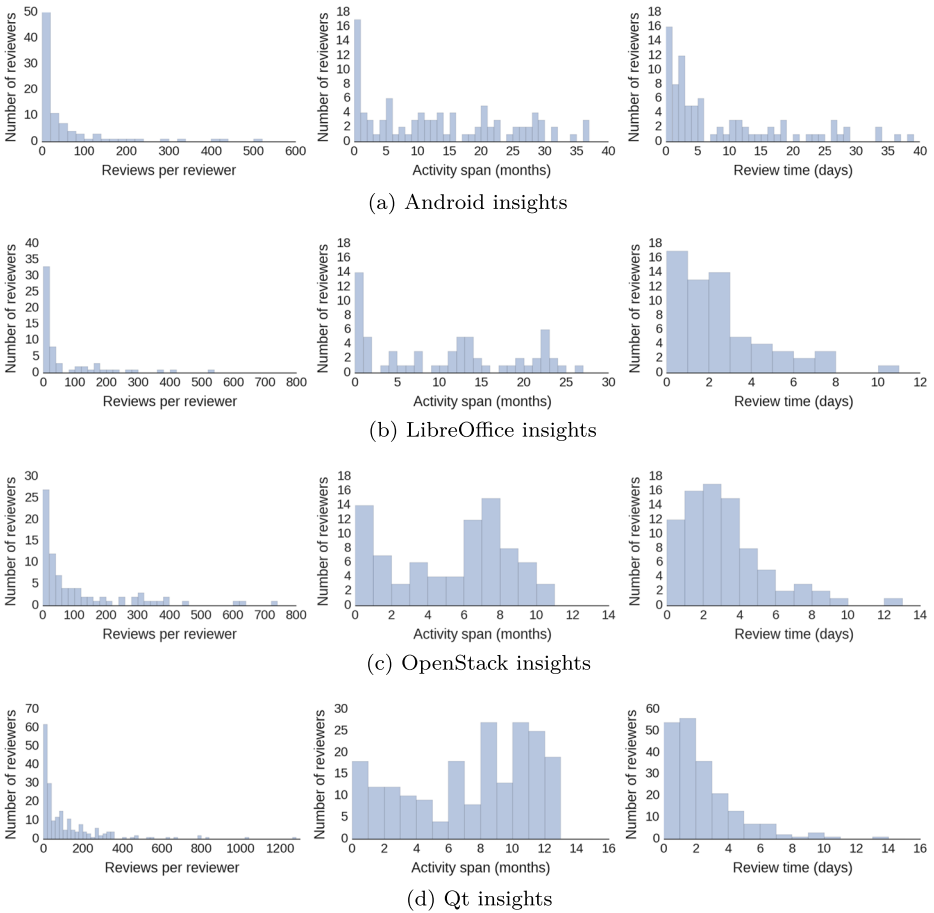 Number of reviewers
50
40
30
20
10
0
0 100 200 300 400 500 600
Reviews per reviewer
Number of reviewers
18
16
14
12
10
8
6
4
2
0
0 5 10 15 20 25 30 35 40
Activity span (months)
Number of reviewers
18
16
14
12
10
8
6
4
2
0
0 5 10 15 20 25 30 35 40
Review time (days)
(a) Android insights
Number of reviewers
40
35
30
25
20
15
10
5
0
0 100 200 300 400 500 600 700 800
Reviews per reviewer
Number of reviewers
18
16
14
12
10
8
6
4
2
0
0 5 10 15 20 25 30
Activity span (months)
Number of reviewers
18
16
14
12
10
8
6
4
2
0
0 2 4 6 8 10 12
Review time (days)
(b) LibreOffice insights
Number of reviewers
30
25
20
15
10
5
0
0 100 200 300 400 500 600 700 800
Reviews per reviewer
Number of reviewers
18
16
14
12
10
8
6
4
2
0
0 2 4 6 8 10 12 14
Activity span (months)
Number of reviewers
18
16
14
12
10
8
6
4
2
0
0 2 4 6 8 10 12 14
Review time (days)
(c) OpenStack insights
Number of reviewers
70
60
50
40
30
20
10
0
0 200 400 600 800 1000 1200
Reviews per reviewer
Number of reviewers
30
25
20
15
10
5
0
0 2 4 6 8 10 12 14 16
Activity span (months)
Number of reviewers
60
50
40
30
20
10
0
0 2 4 6 8 10 12 14 16
Review time (days)
(d) Qt insights